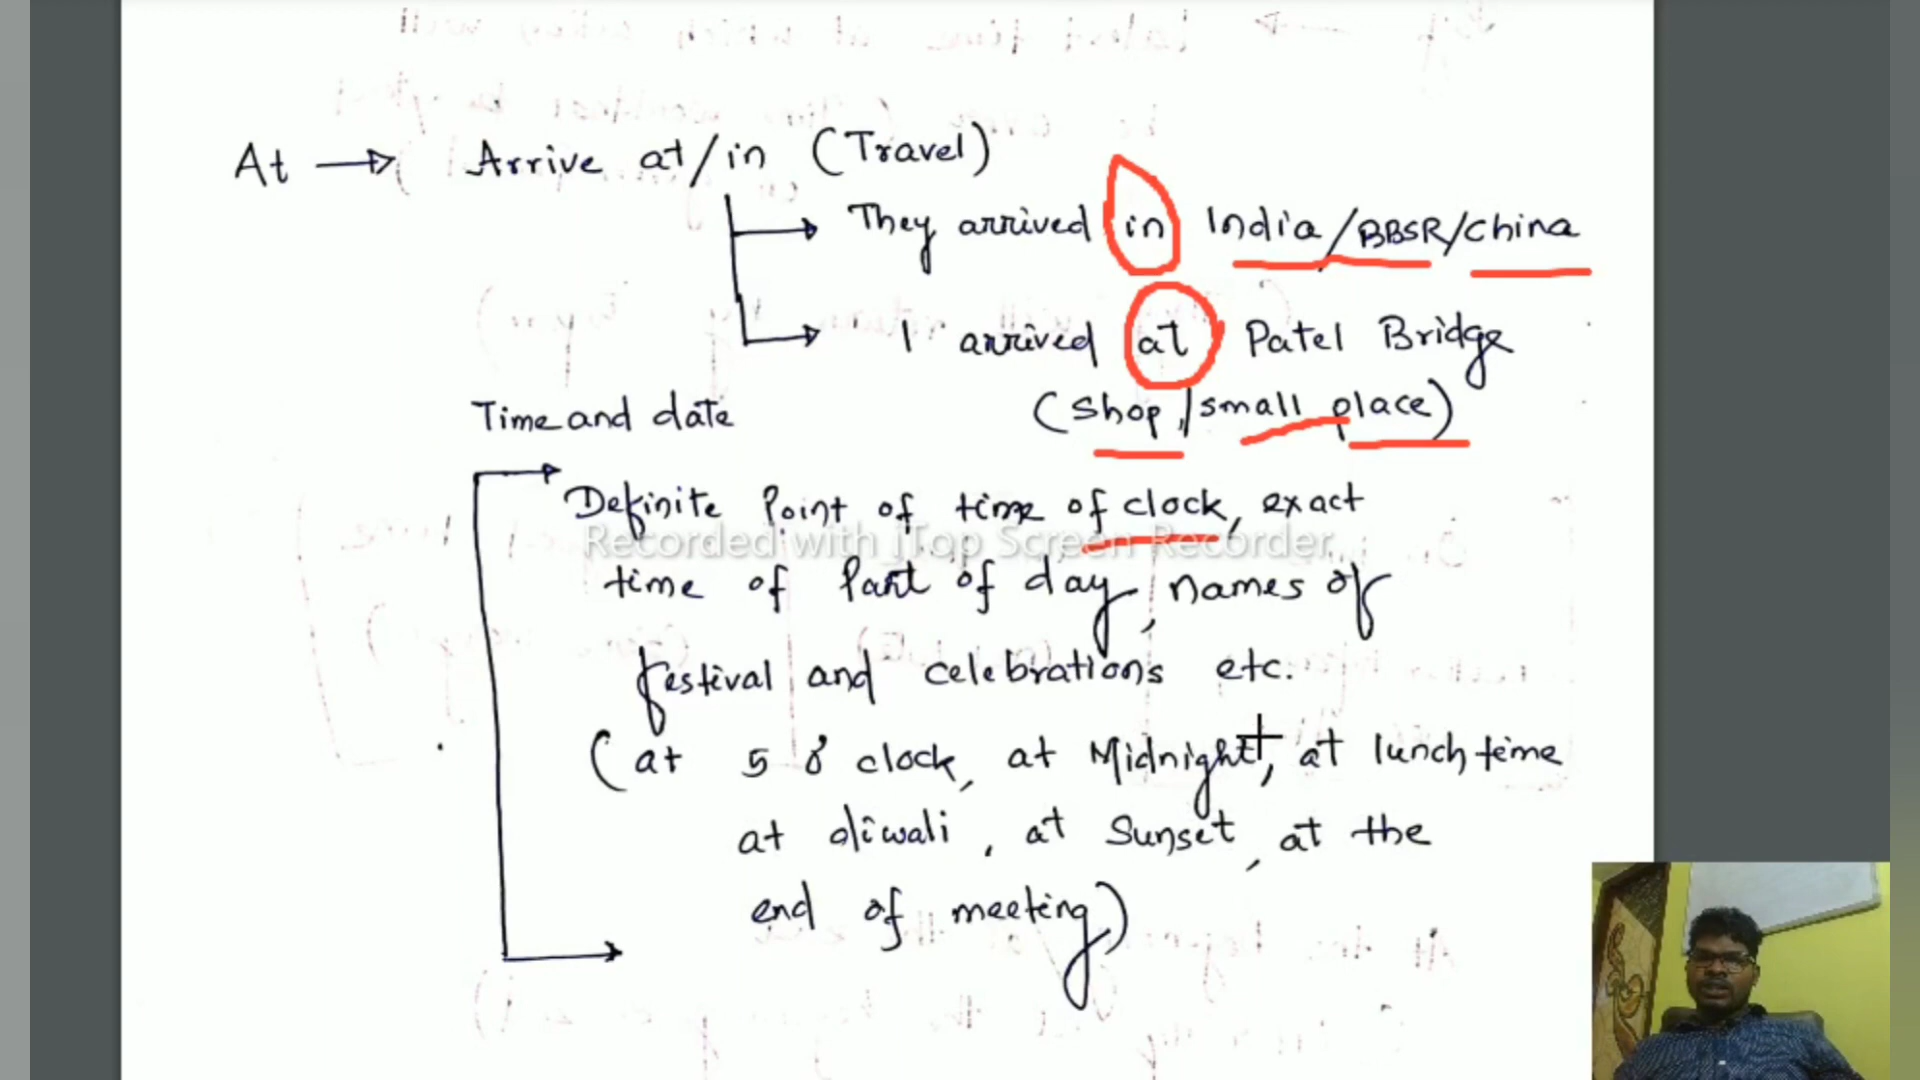 At → Arrive at/in (Travel)
They arrived in India/BBSR/china
I arrived at Patel Bridge
(Shop/small place)
Time and date
Definite Point of time of clock, exact
Recorded with iTop Screen Recorder
time of Part of day, names of
festival and celebrations etc.
(at 5 o' clock, at Midnight, at lunch time
at diwali, at Sunset, at the
end of meeting)